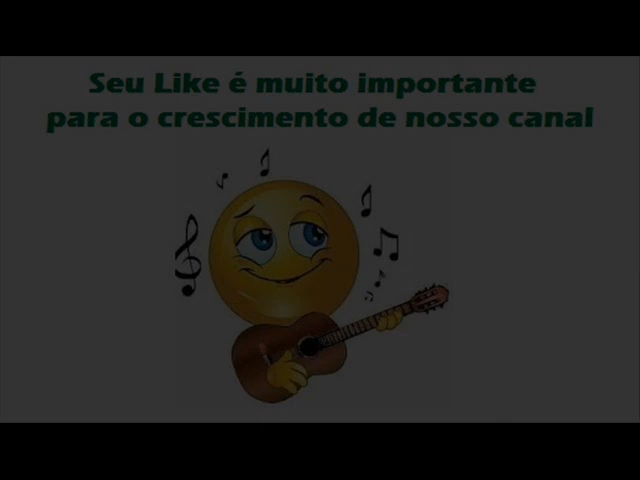 Seu Like é muito importante
para o crescimento de nosso canal